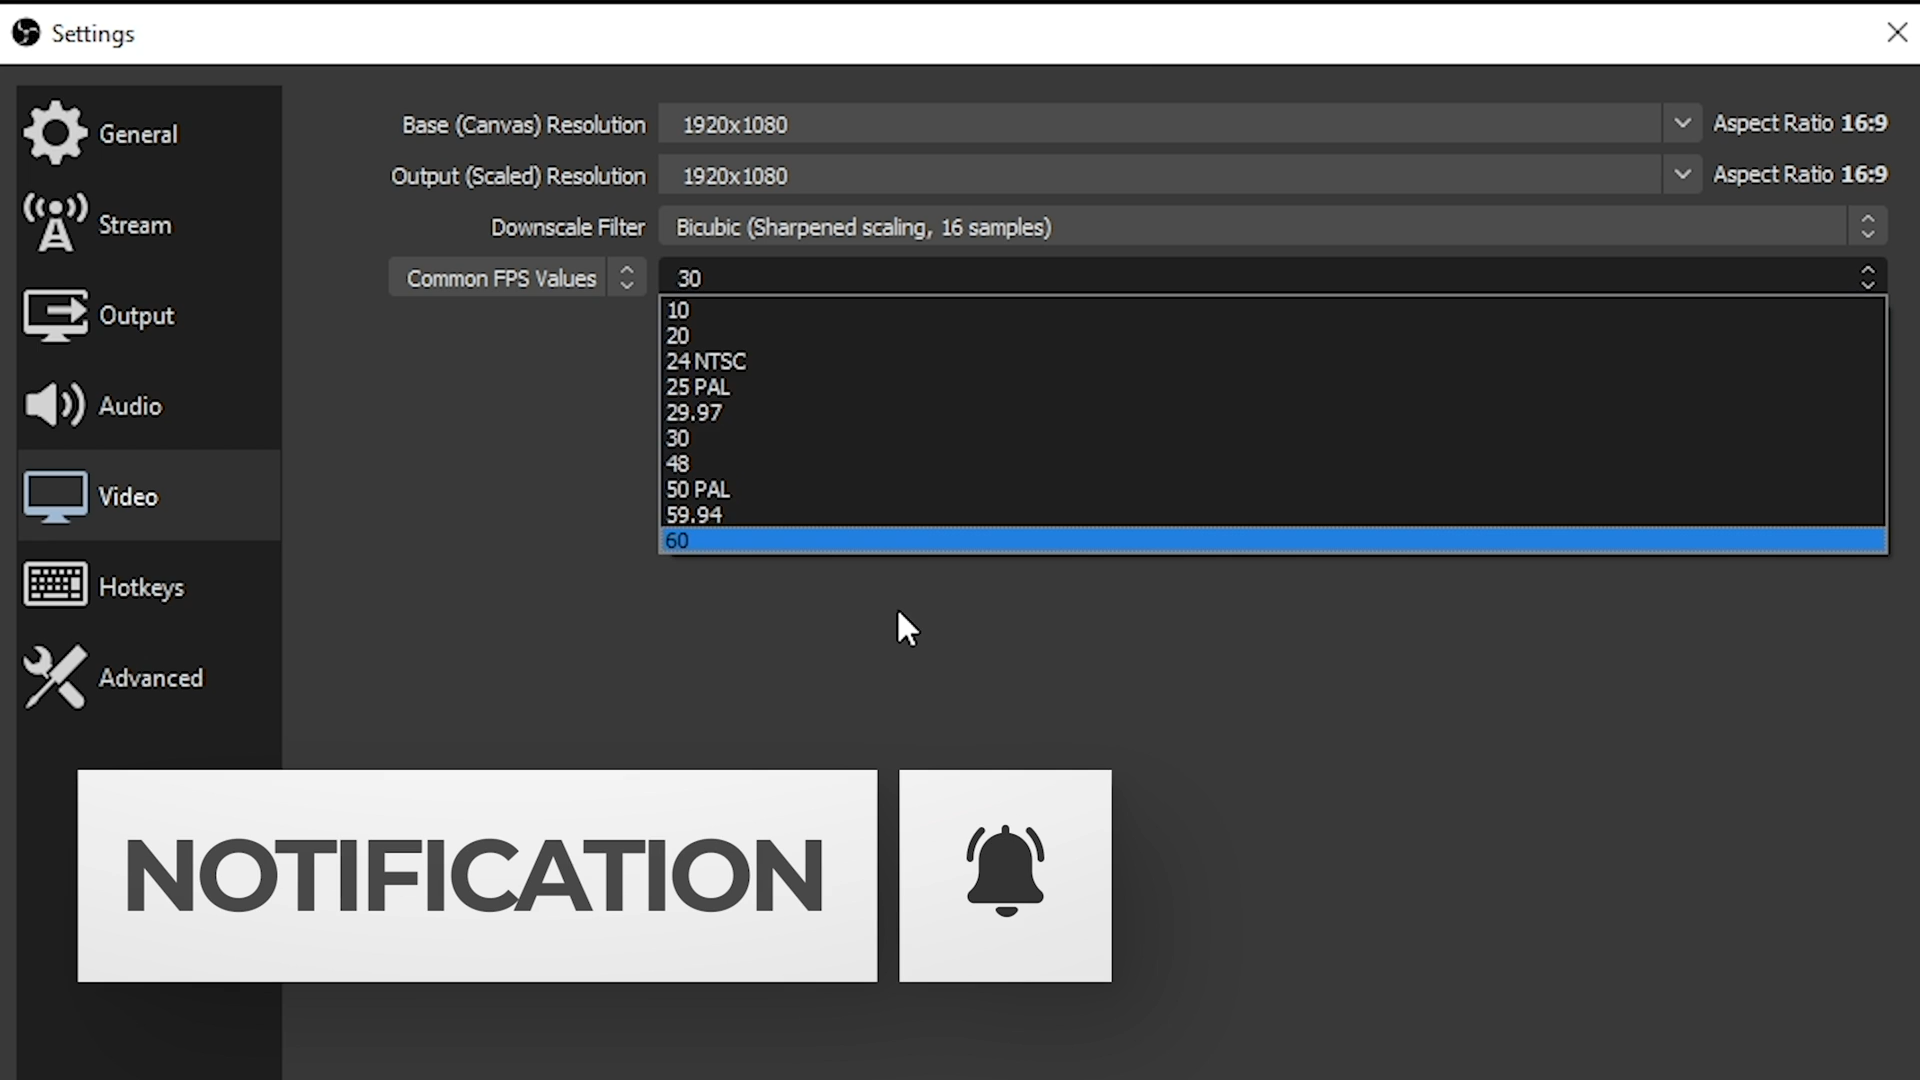 Settings
General
Stream
Output
Audio
Video
Hotkeys
Advanced
Base (Canvas) Resolution 1920x1080 Aspect Ratio 16:9
Output (Scaled) Resolution 1920x1080 Aspect Ratio 16:9
Downscale Filter Bicubic (Sharpened scaling, 16 samples)
Common FPS Values 30
10
20
24 NTSC
25 PAL
29.97
30
48
50 PAL
59.94
60
NOTIFICATION